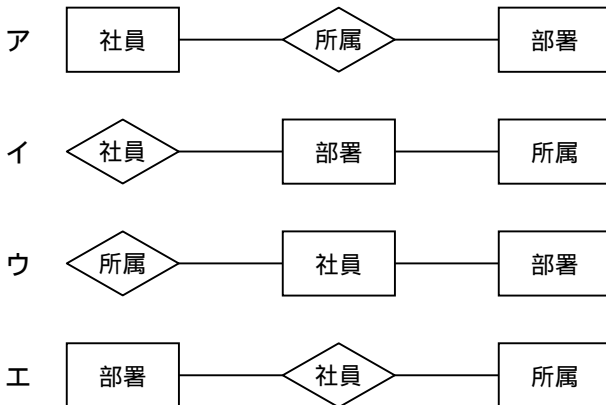 ア 社員 所属 部署
イ 社員 部署 所属
ウ 所属 社員 部署
エ 部署 社員 所属